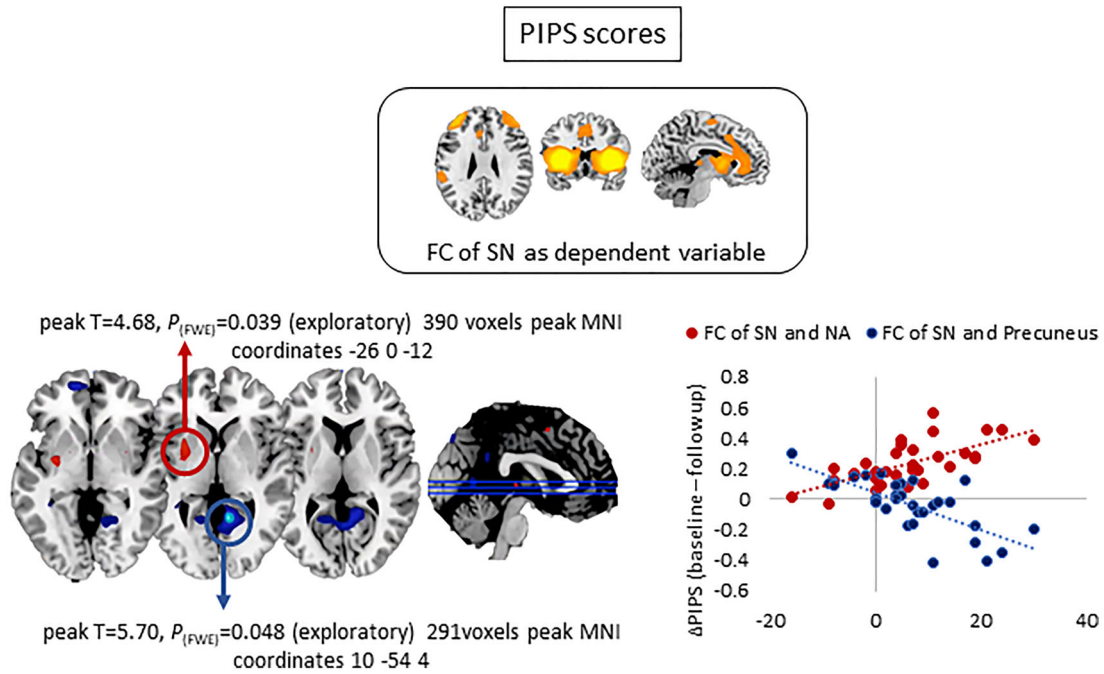 PIPS scores
FC of SN as dependent variable
peak T=4.68, P(FWE)=0.039 (exploratory) 390 voxels peak MNI
coordinates -26 0 -12
peak T=5.70, P(FWE)=0.048 (exploratory) 291voxels peak MNI
coordinates 10 -54 4
FC of SN and NA FC of SN and Precuneus
ΔPIPS (baseline—followup)
0.8
0.6
0.4
0.2
0
-0.2
-0.4
-0.6
-20 0 20 40